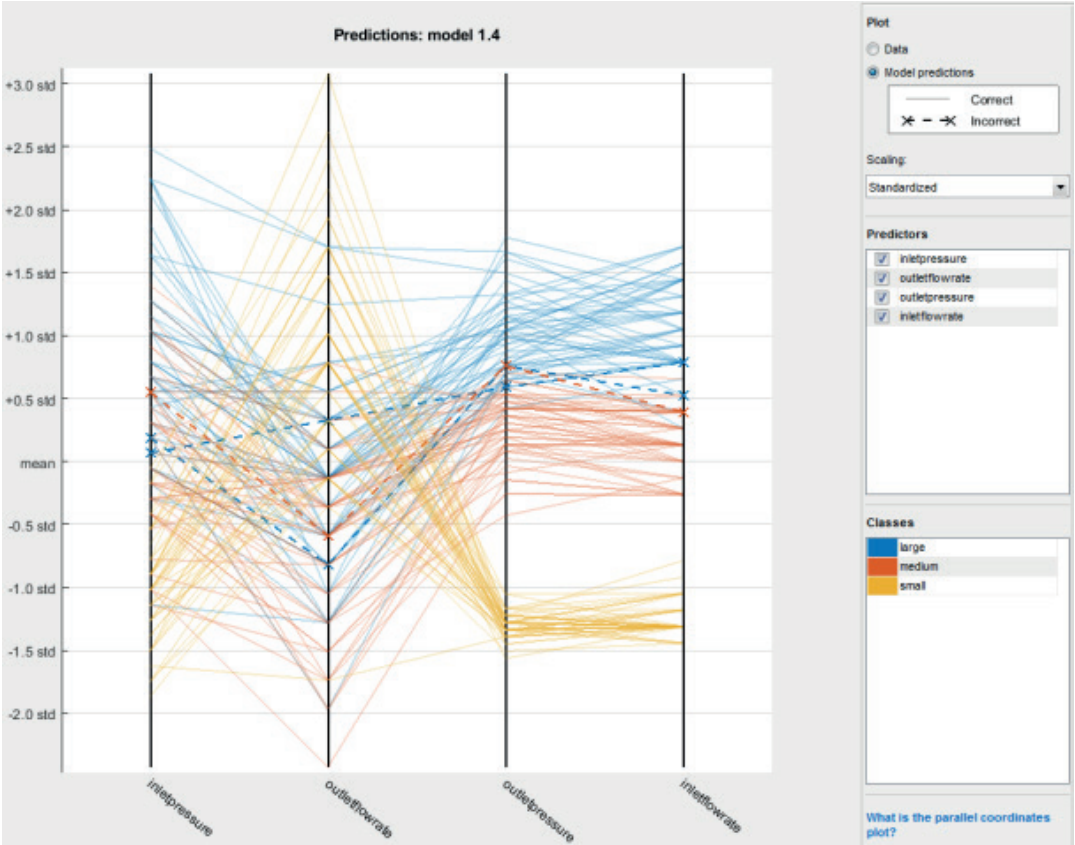 Predictions: model 1.4
+3.0 std
+2.5 std
+2.0 std
+1.5 std
+1.0 std
+0.5 std
mean
-0.5 std
-1.0 std
-1.5 std
-2.0 std
inletpressure
outletflowrate
outletpressure
inletflowrate
Plot
Data
Model predictions
Correct
Incorrect
Scaling:
Standardized
Predictors
inletpressure
outletflowrate
outletpressure
inletflowrate
Classes
large
medium
small
What is the parallel coordinates
plot?